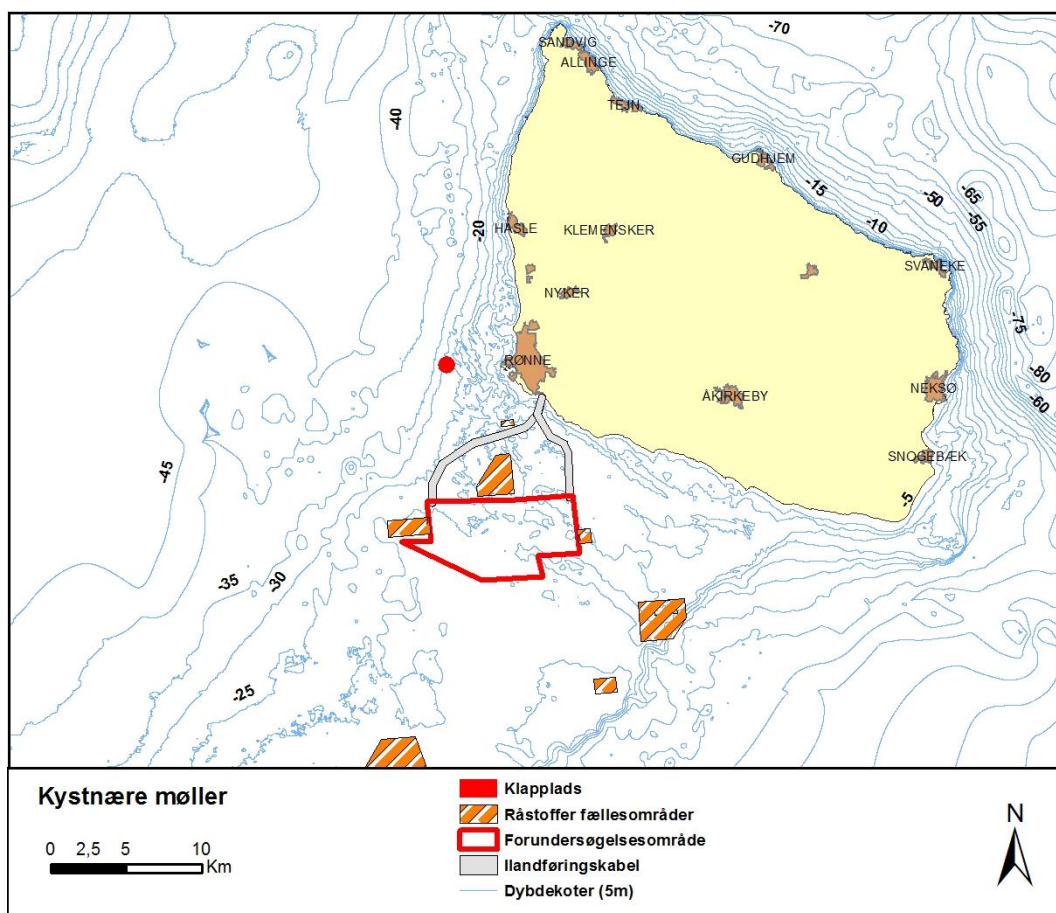 -70
SANDVIG
ALLINGE
TEJN
-40
GUDHJEM
-15
-50
-65
-55
-10
-20
HASLE
KLEMENSKER
SVANEKE
NYKER
-75
RØNNE
-80
ÅKIRKEBY
NEKSØ
-60
-45
SNOGEBÆK
-5
-35
-30
-25
Kystnære møller
0 2,5 5 10
Km
Klapplads
Råstoffer fællesområder
Forundersøgelsesområde
Ilandføringskabel
Dybdekoter (5m)
N